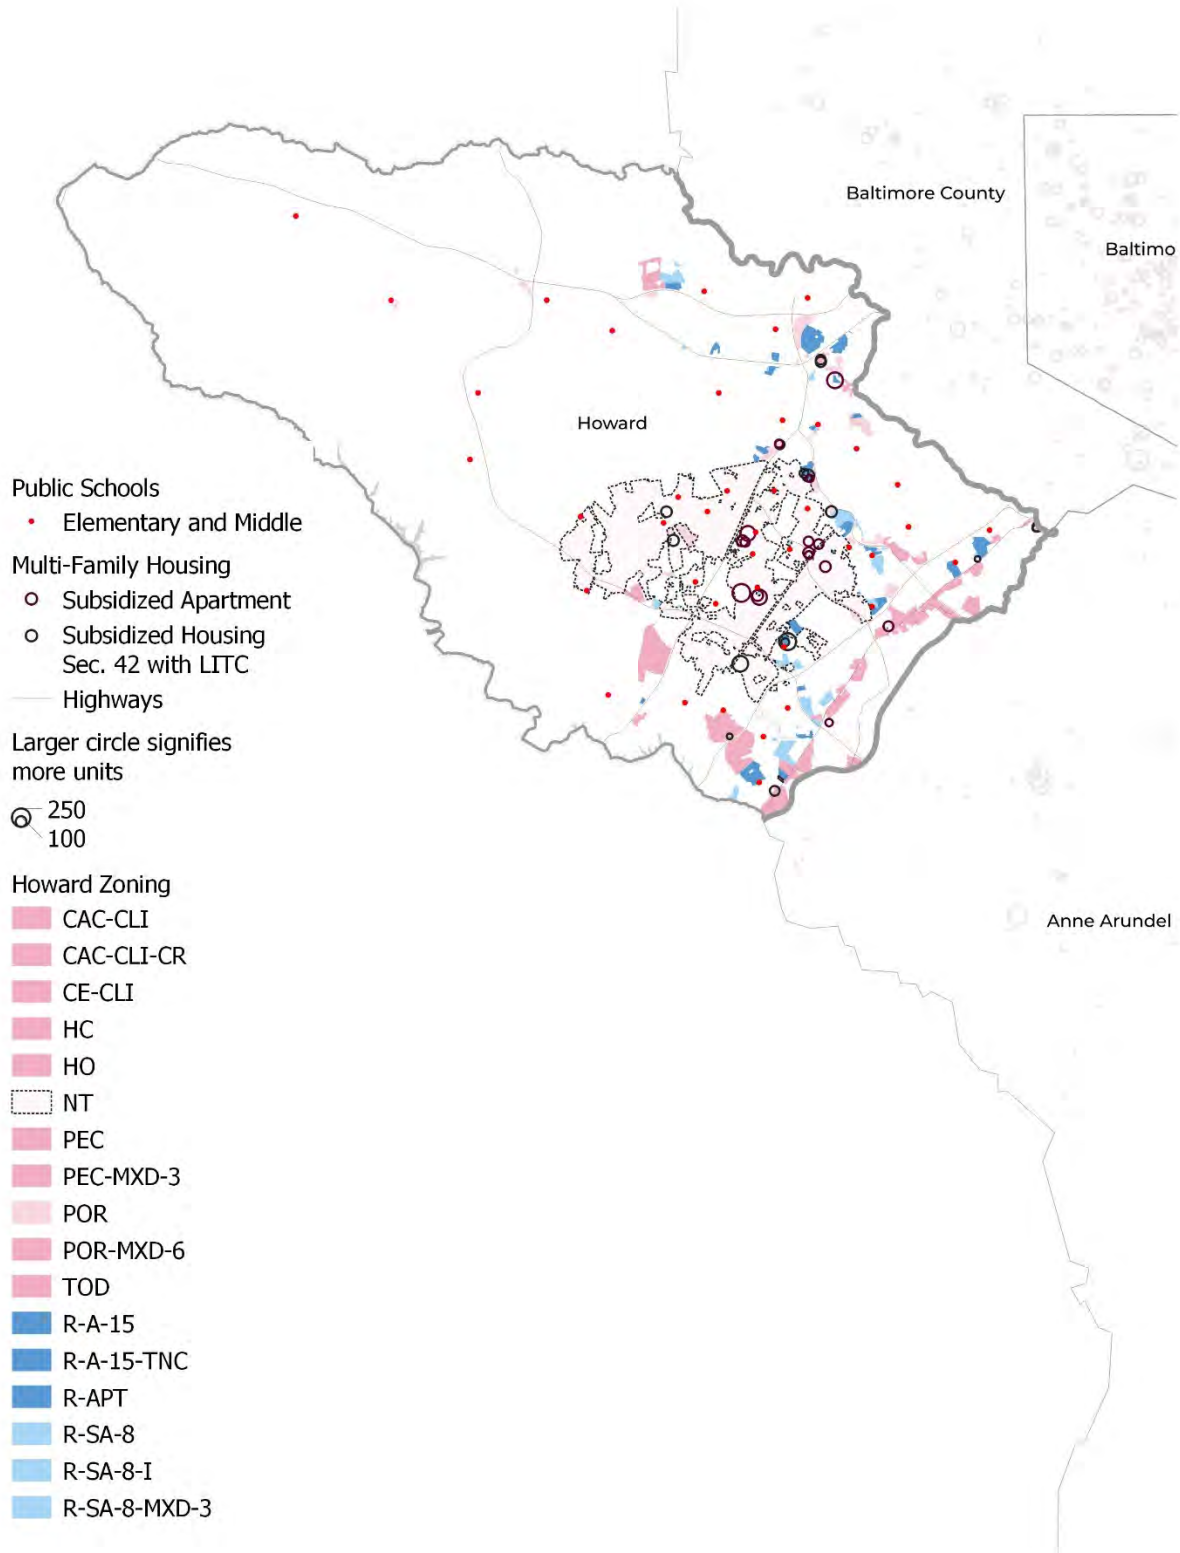 Baltimore County
Baltimo
Howard
Public Schools
Elementary and Middle
Multi-Family Housing
Subsidized Apartment
Subsidized Housing
Sec. 42 with LITC
Highways
Larger circle signifies
more units
250
100
Howard Zoning
CAC-CLI
Anne Arundel
CAC-CLI-CR
CE-CLI
HC
HO
NT
PEC
PEC-MXD-3
POR
POR-MXD-6
TOD
R-A-15
R-A-15-TNC
R-APT
R-SA-8
R-SA-8-I
R-SA-8-MXD-3